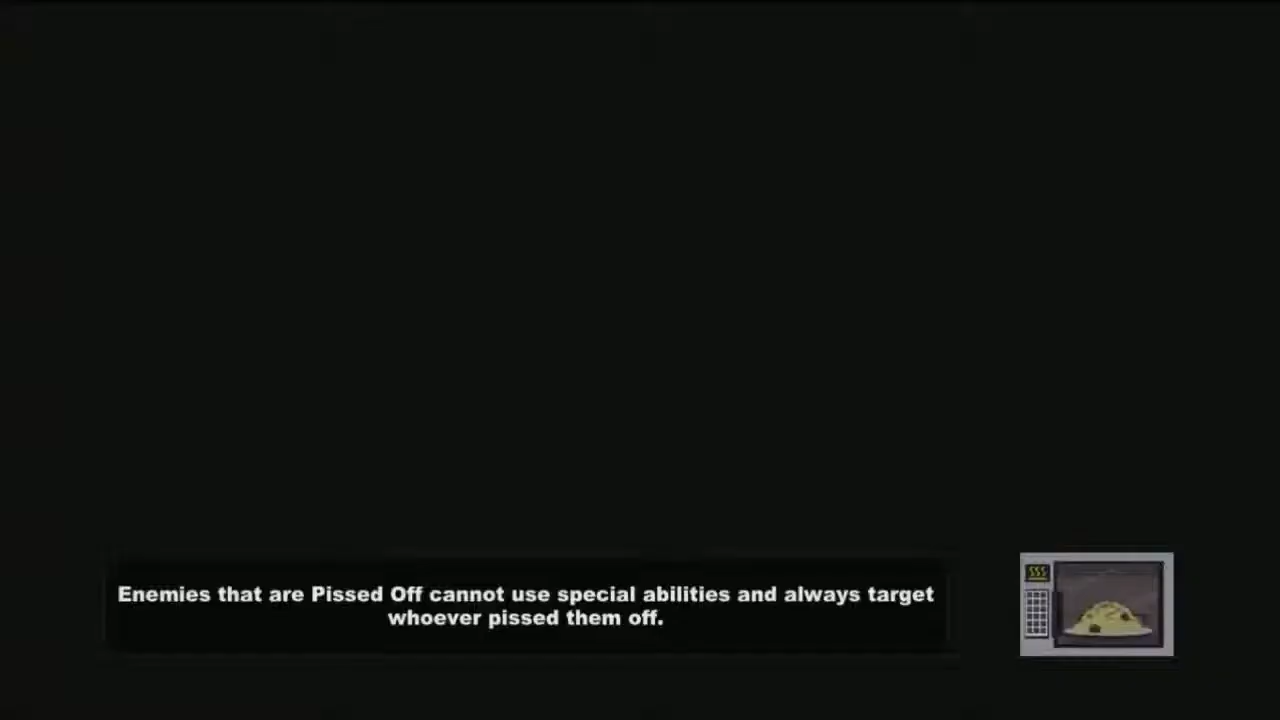 Enemies that are Pissed Off cannot use special abilities and always target
whoever pissed them off.